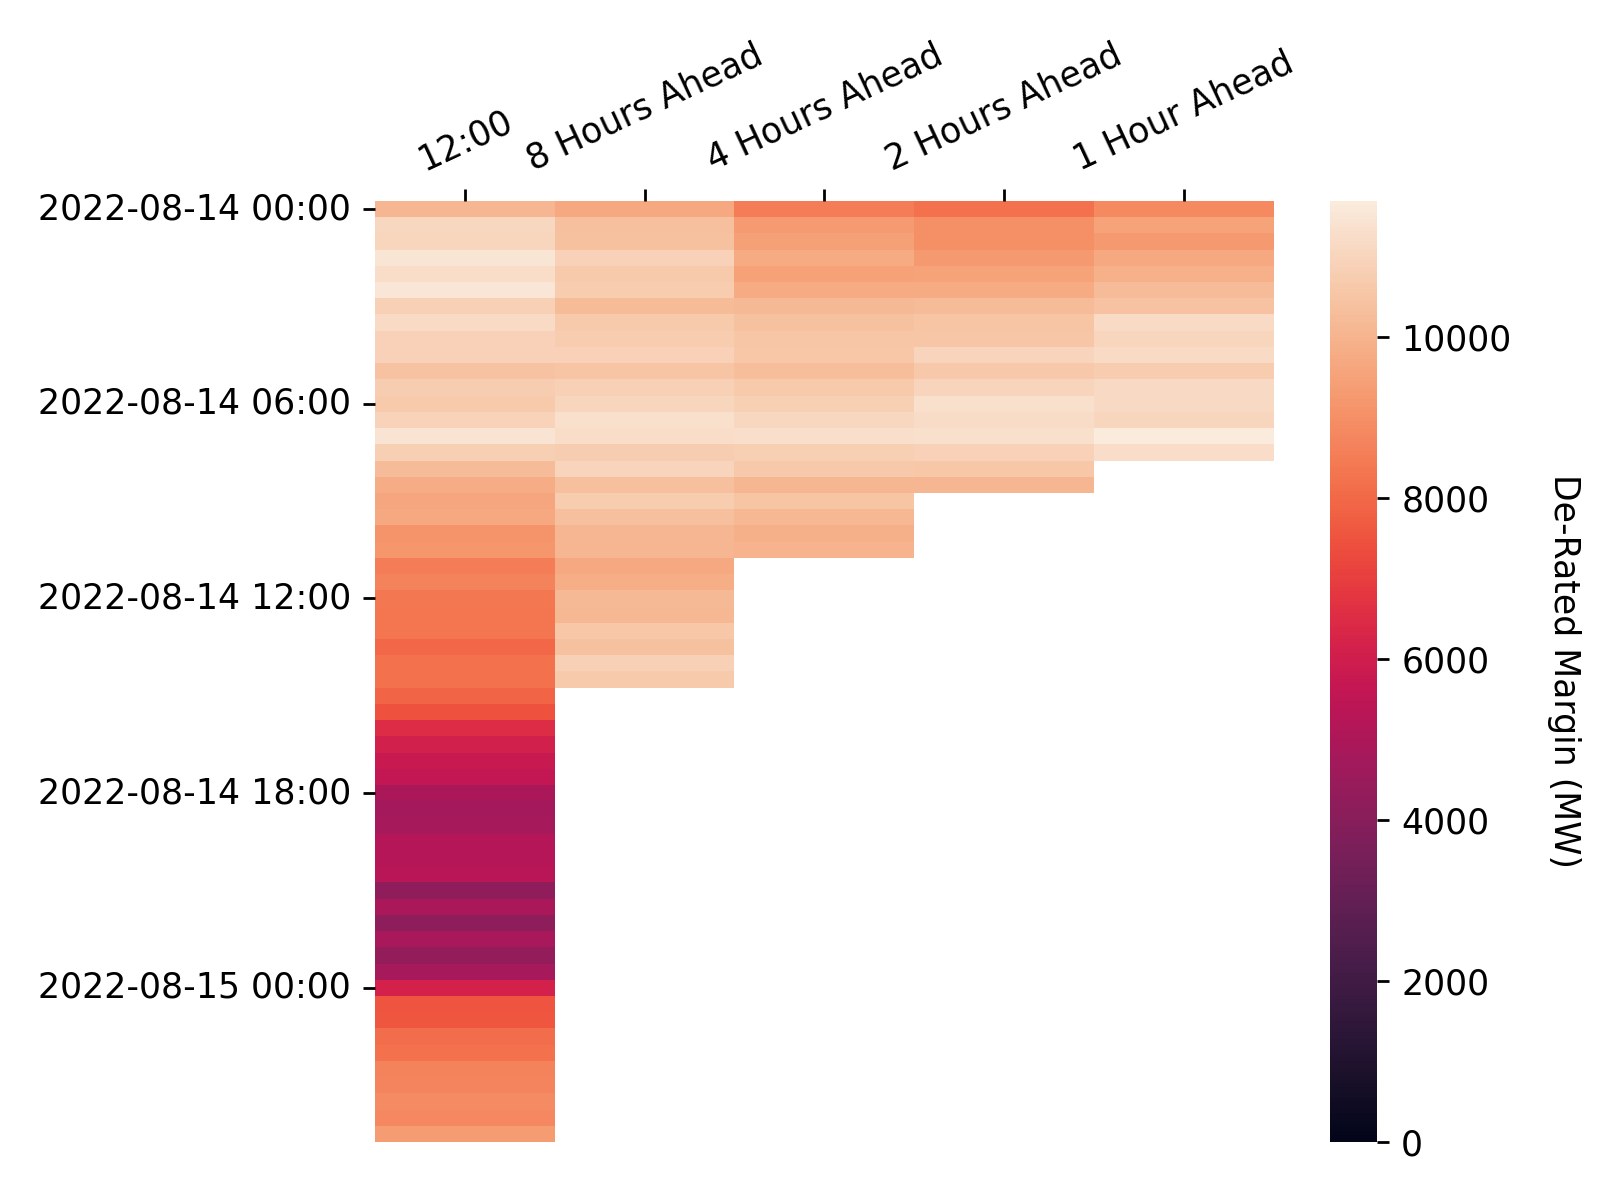 12:00
8 Hours Ahead
4 Hours Ahead
2 Hours Ahead
1 Hour Ahead
2022-08-14 00:00
2022-08-14 06:00
2022-08-14 12:00
2022-08-14 18:00
2022-08-15 00:00
10000
8000
6000
4000
2000
0
De-Rated Margin (MW)